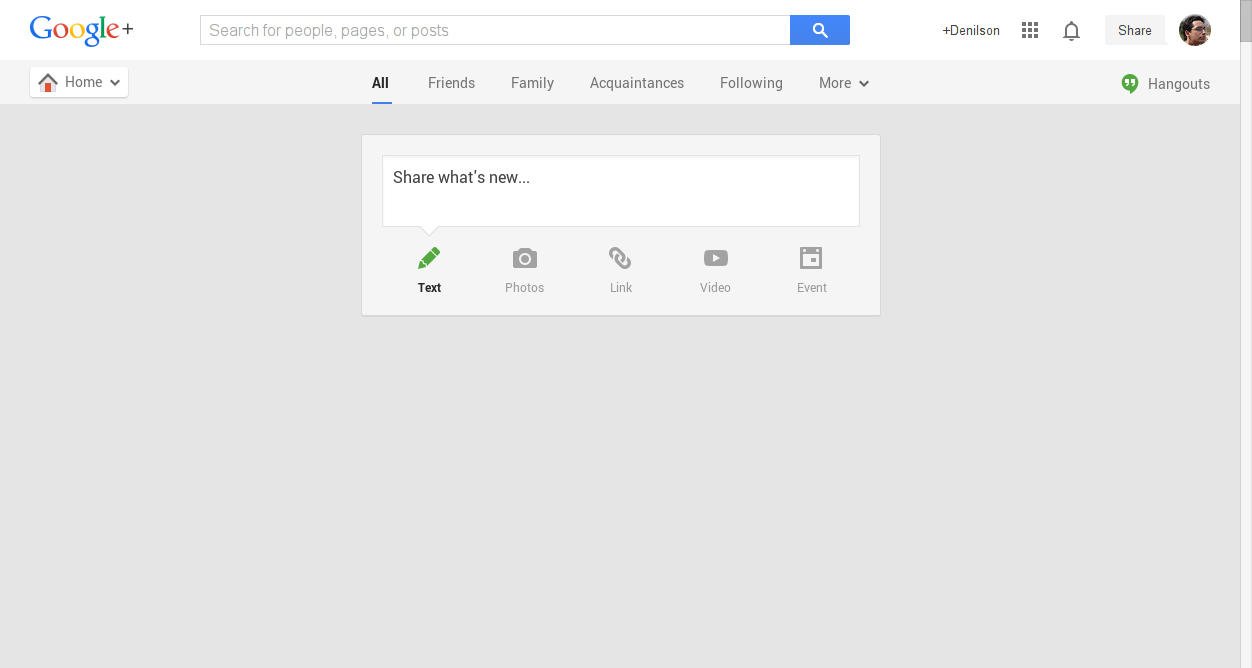 Google+
Search for people, pages, or posts
+Denilson
Share
Home
All
Friends
Family
Acquaintances
Following
More
Hangouts
Share what's new...
Text
Photos
Link
Video
Event